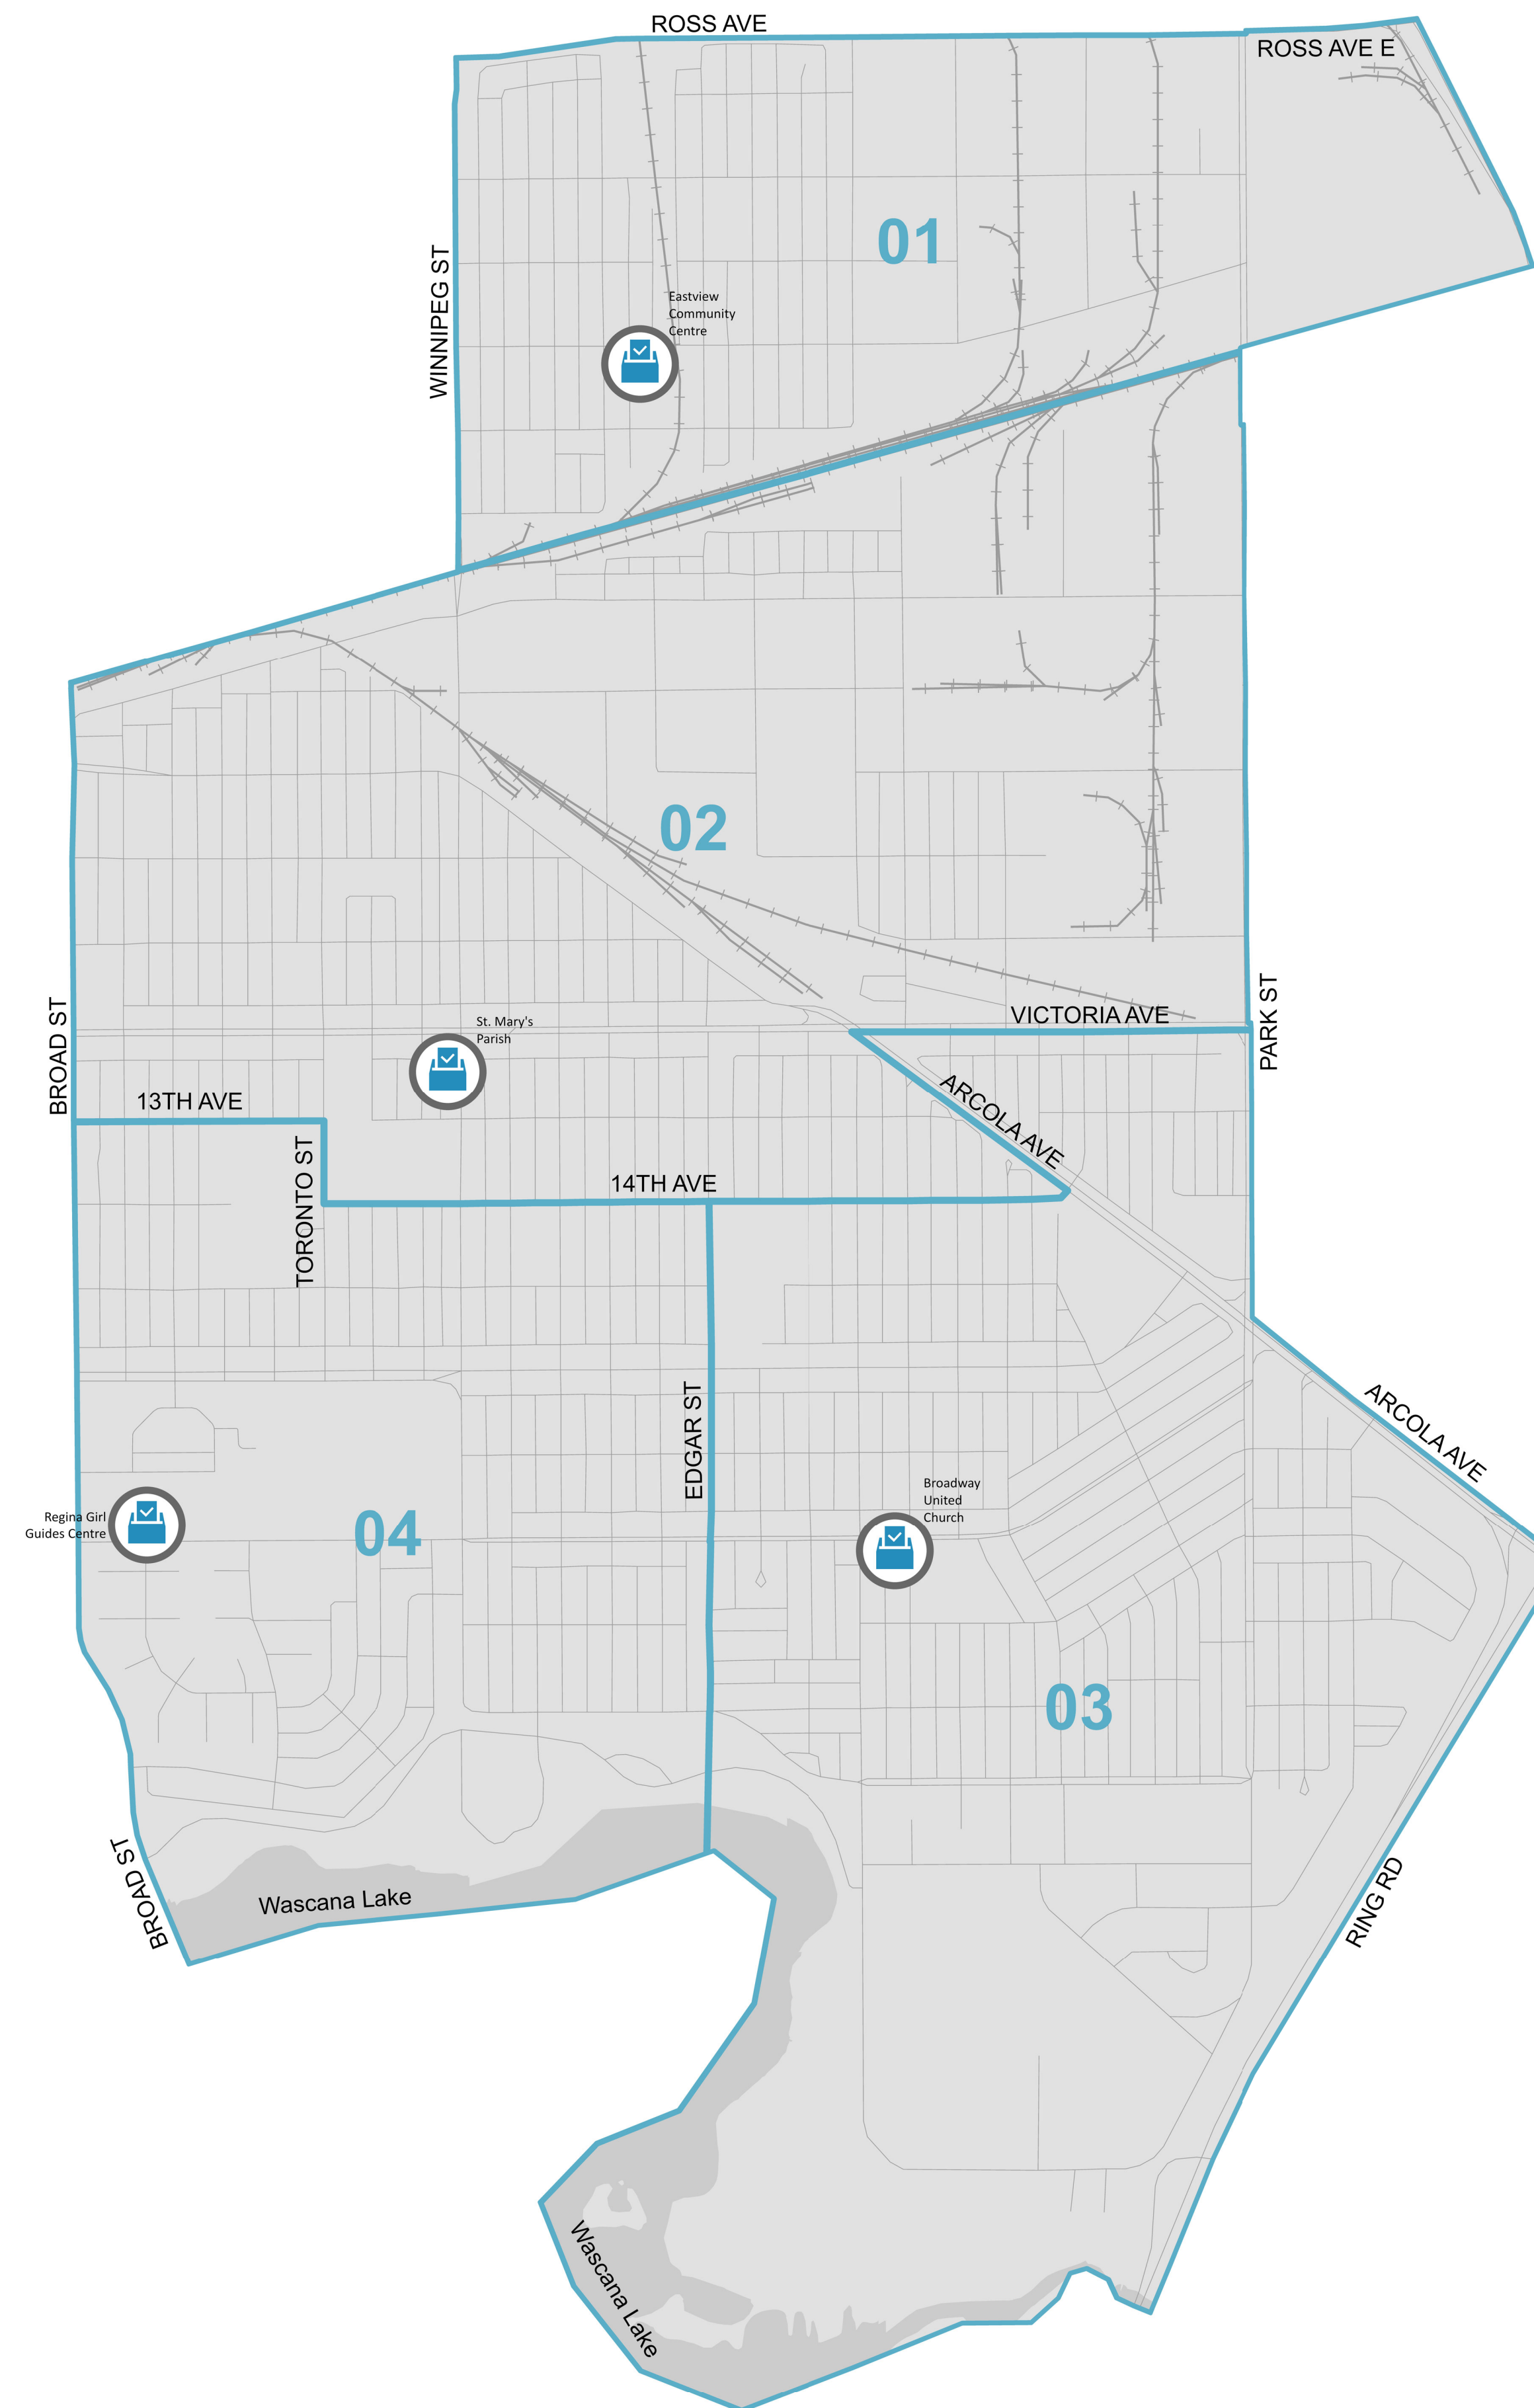 ROSS AVE
ROSS AVE E
01
WINNIPEG ST
Eastview
Community
Centre
02
BROAD ST
St. Mary's
Parish
VICTORIA AVE
PARK ST
13TH AVE
ARCOLA AVE
TORONTO ST
14TH AVE
EDGAR ST
ARCOLA AVE
Regina Girl
Guides Centre
04
Broadway
United
Church
03
BROAD ST
Wascana Lake
RING RD
Wascana Lake